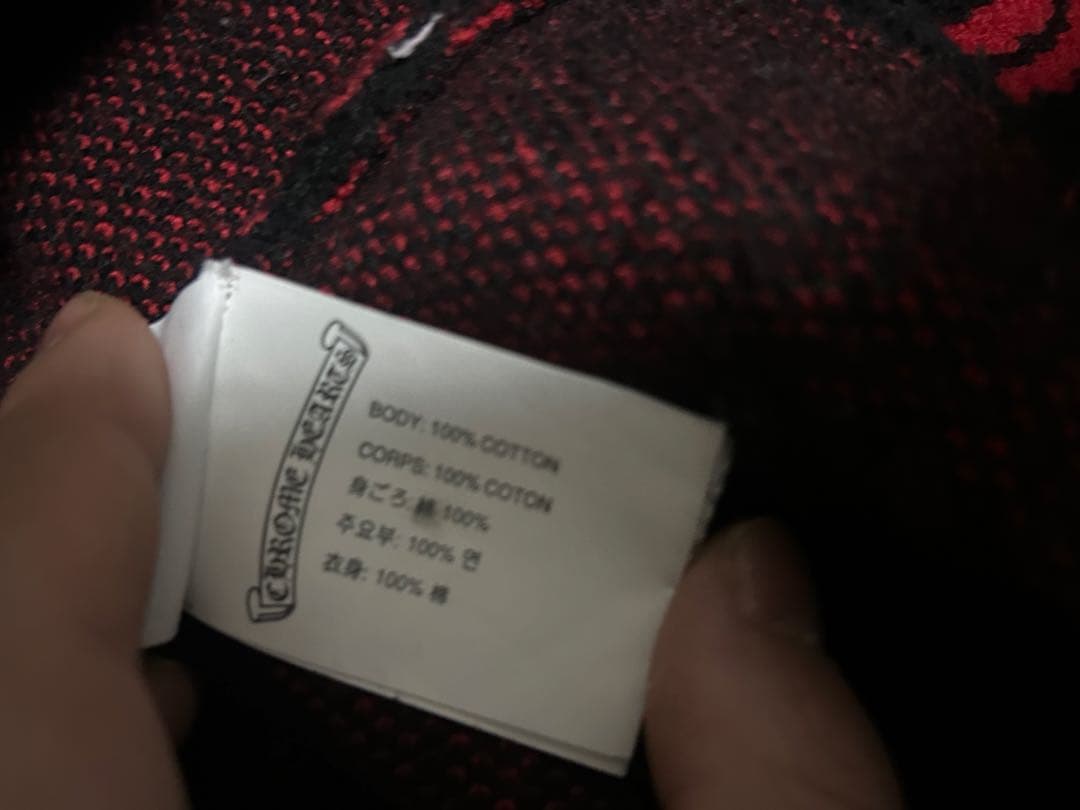 CHROME HEARTS
BODY: 100% COTTON
CORPS: 100% COTON
身ごろ: 綿 100%
주요부: 100% 면
衣身: 100% 棉